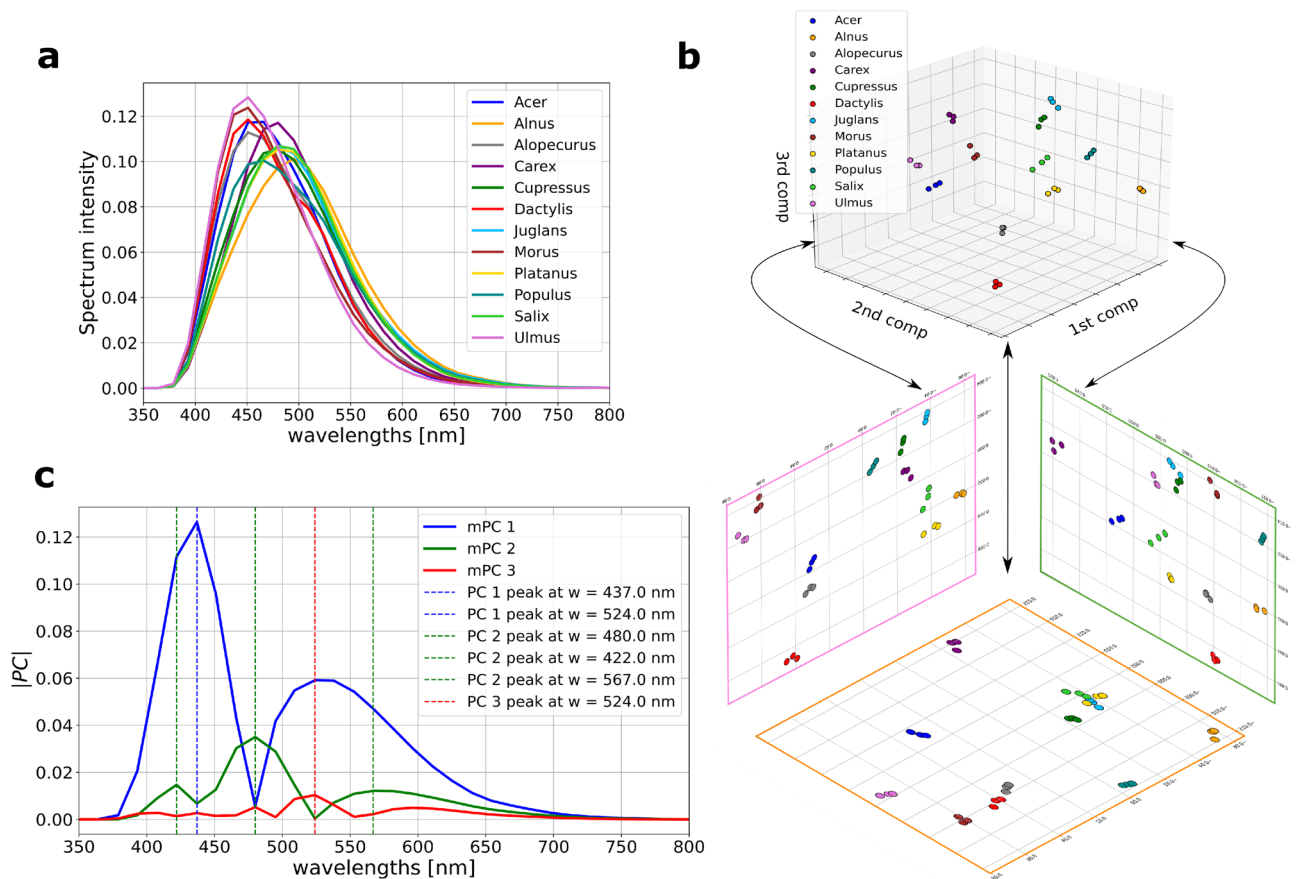 a
Spectrum intensity
0.12
0.10
0.08
0.06
0.04
0.02
0.00
350 400 450 500 550 600 650 700 750 800
wavelengths [nm]
Acer
Alnus
Alopecurus
Carex
Cupressus
Dactylis
Juglans
Morus
Platanus
Populus
Salix
Ulmus
b
Acer
Alnus
Alopecurus
Carex
Cupressus
Dactylis
Juglans
Morus
Platanus
Populus
Salix
Ulmus
3rd comp
2nd comp
1st comp
c
|PC|
0.12
0.10
0.08
0.06
0.04
0.02
0.00
350 400 450 500 550 600 650 700 750 800
wavelengths [nm]
mPC 1
mPC 2
mPC 3
PC 1 peak at w = 437.0 nm
PC 1 peak at w = 524.0 nm
PC 2 peak at w = 480.0 nm
PC 2 peak at w = 422.0 nm
PC 2 peak at w = 567.0 nm
PC 3 peak at w = 524.0 nm